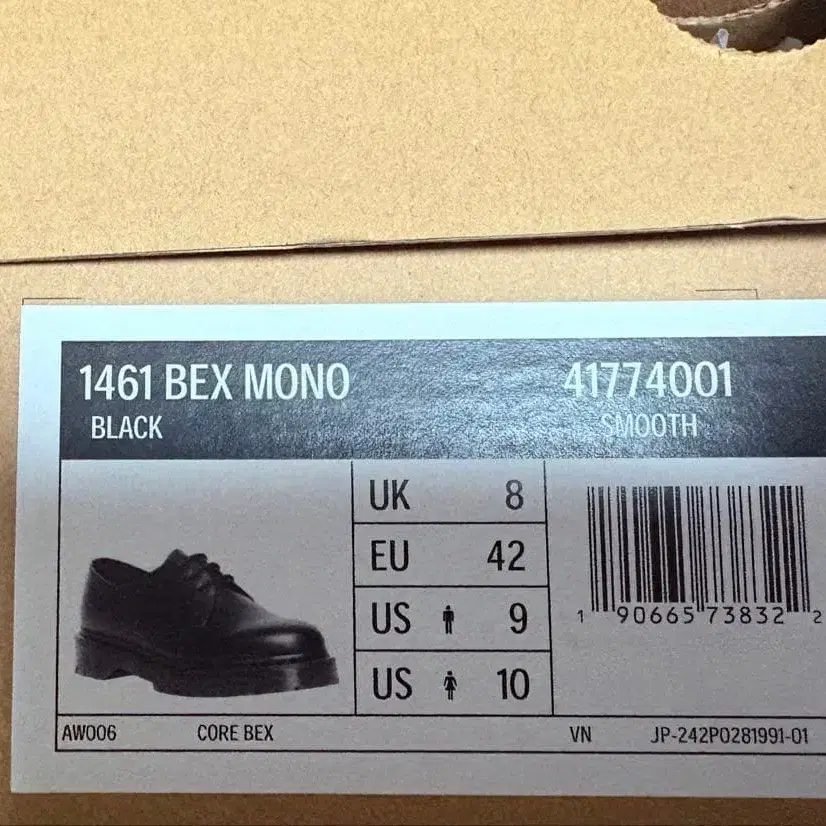 1461 BEX MONO 41774001
BLACK SMOOTH
UK 8
EU 42
US 9
US 10
1 90665 73832 2
AW006 CORE BEX VN JP-242P0281991-01